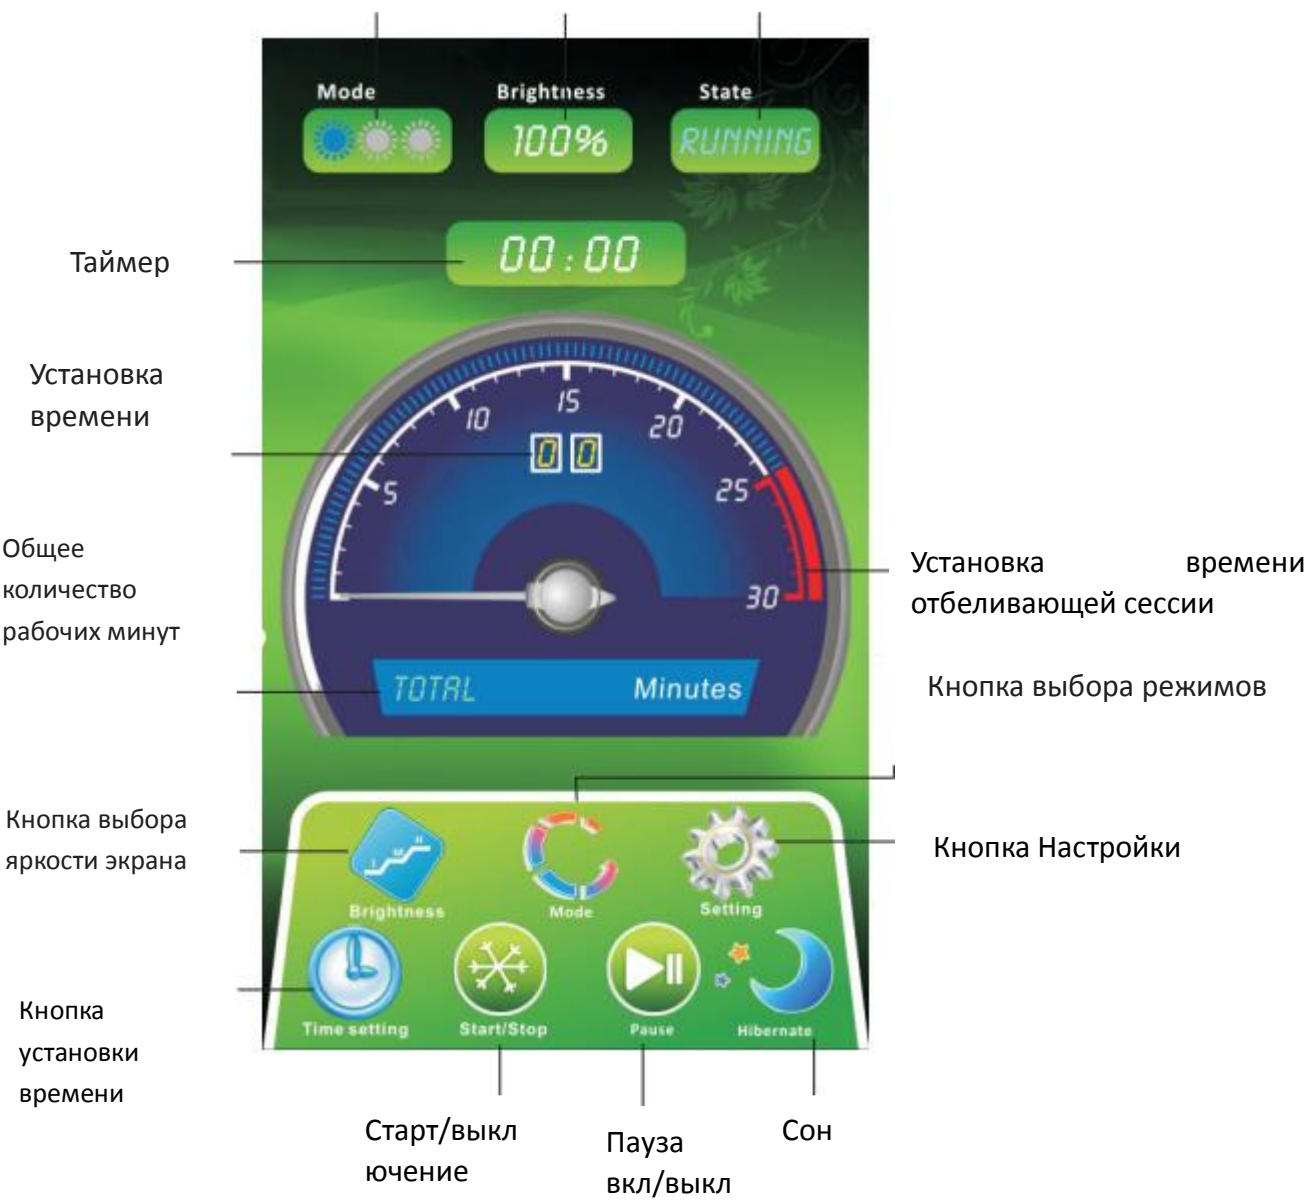 Mode Brightness State
100% RUNNING
Таймер
00:00
Установка
времени
15
10 20
0 0
5 25
Общее
количество
рабочих минут
Установка времени
отбеливающей сессии
30
TOTAL Minutes
Кнопка выбора режимов
Кнопка выбора
яркости экрана
Кнопка Настройки
Brightness Mode Setting
Кнопка
установки
времени
Time setting Start/Stop Pause Hibernate
Старт/выкл
ючение
Пауза
вкл/выкл
Сон